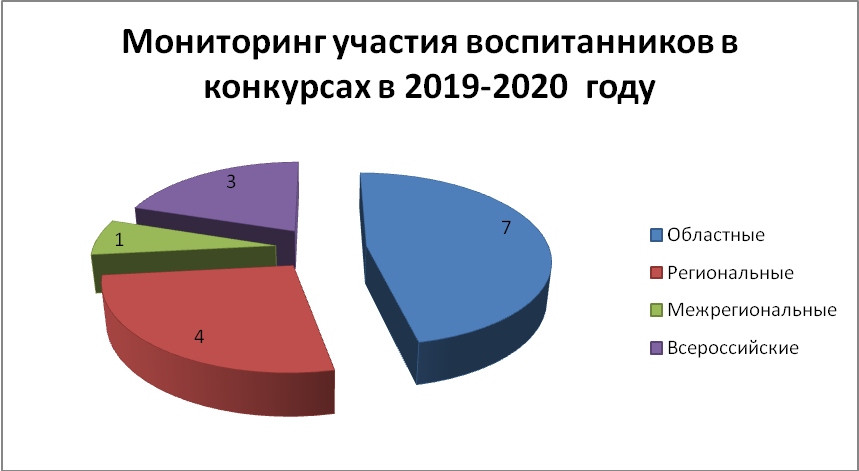 Мониторинг участия воспитанников в
конкурсах в 2019-2020 году
3
7
1
4
Областные
Региональные
Межрегиональные
Всероссийские